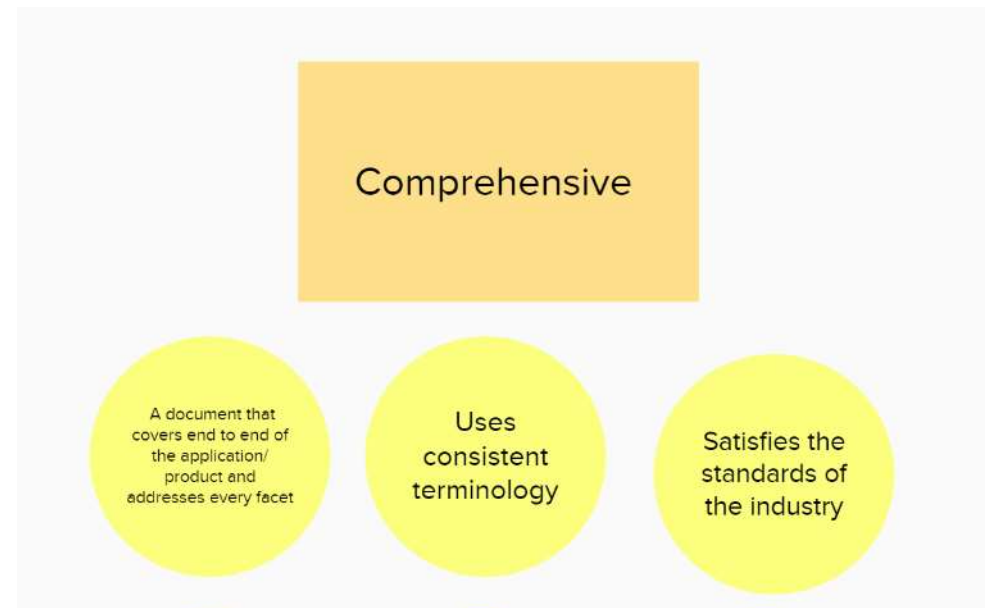 Comprehensive
A document that
covers end to end of
the application/
product and
addresses every facet
Uses
consistent
terminology
Satisfies the
standards of
the industry